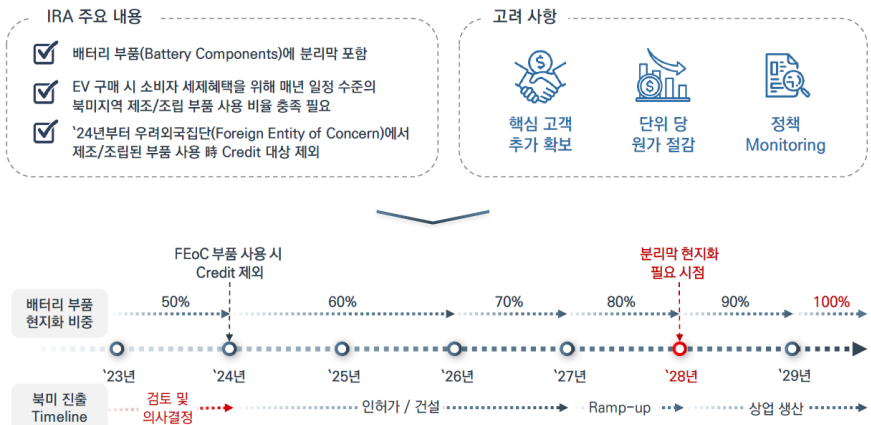 IRA 주요 내용
배터리 부품(Battery Components)에 분리막 포함
EV 구매 시 소비자 세제혜택을 위해 매년 일정 수준의
북미지역 제조/조립 부품 사용 비율 충족 필요
‘24년부터 우려외국집단(Foreign Entity of Concern)에서
제조/조립된 부품 사용 時 Credit 대상 제외
고려 사항
핵심 고객
추가 확보
단위 당
원가 절감
정책
Monitoring
FEoC 부품 사용 시
Credit 제외
분리막 현지화
필요 시점
배터리 부품
현지화 비중
50%
60%
70%
80%
90%
100%
‘23년
‘24년
‘25년
‘26년
‘27년
‘28년
‘29년
북미 진출
Timeline
검토 및
의사결정
인허가 / 건설
Ramp-up
상업 생산